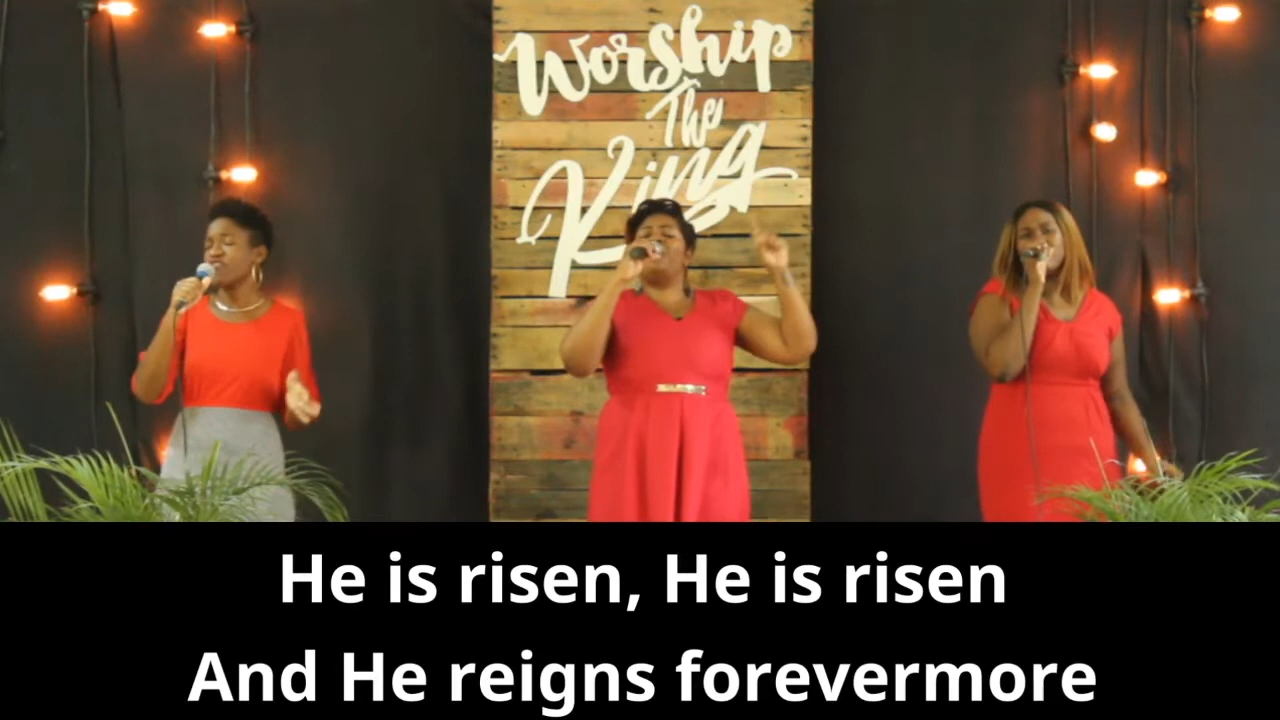 Worship
The
King
He is risen, He is risen
And He reigns forevermore